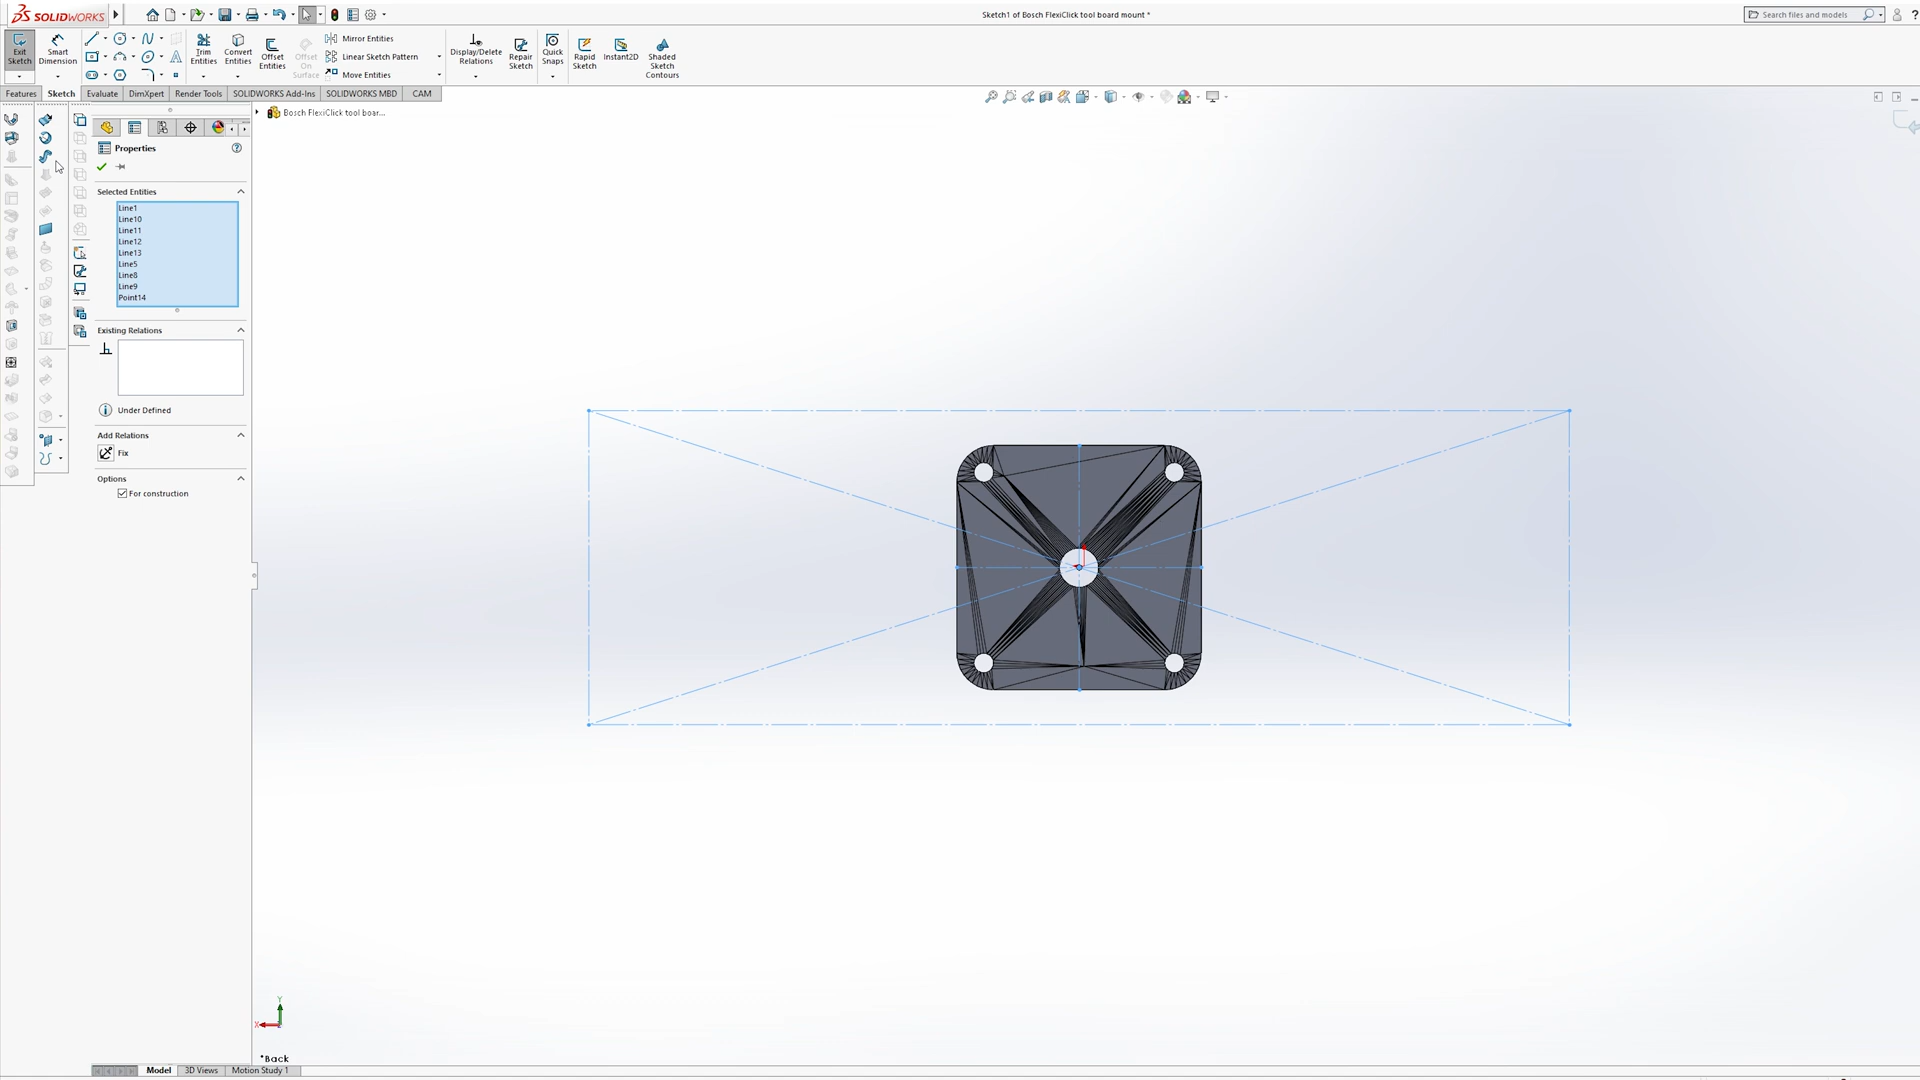 SOLIDWORKS
Sketch1 of Bosch FlexiClick tool board mount *
Search files and models
?
Exit Sketch
Smart Dimension
Trim Entities
Convert Entities
Offset Entities
Offset On Surface
Mirror Entities
Linear Sketch Pattern
Move Entities
Display/Delete Relations
Repair Sketch
Quick Snaps
Rapid Sketch
Instant2D
Shaded Sketch Contours
Features
Sketch
Evaluate
DimXpert
Render Tools
SOLIDWORKS Add-Ins
SOLIDWORKS MBD
CAM
Bosch FlexiClick tool boar...
Properties
?
Selected Entities
Line1
Line10
Line11
Line12
Line13
Line5
Line8
Line9
Point14
Existing Relations
Under Defined
Add Relations
Fix
Options
For construction
Y
X
*Back
Model
3D Views
Motion Study 1